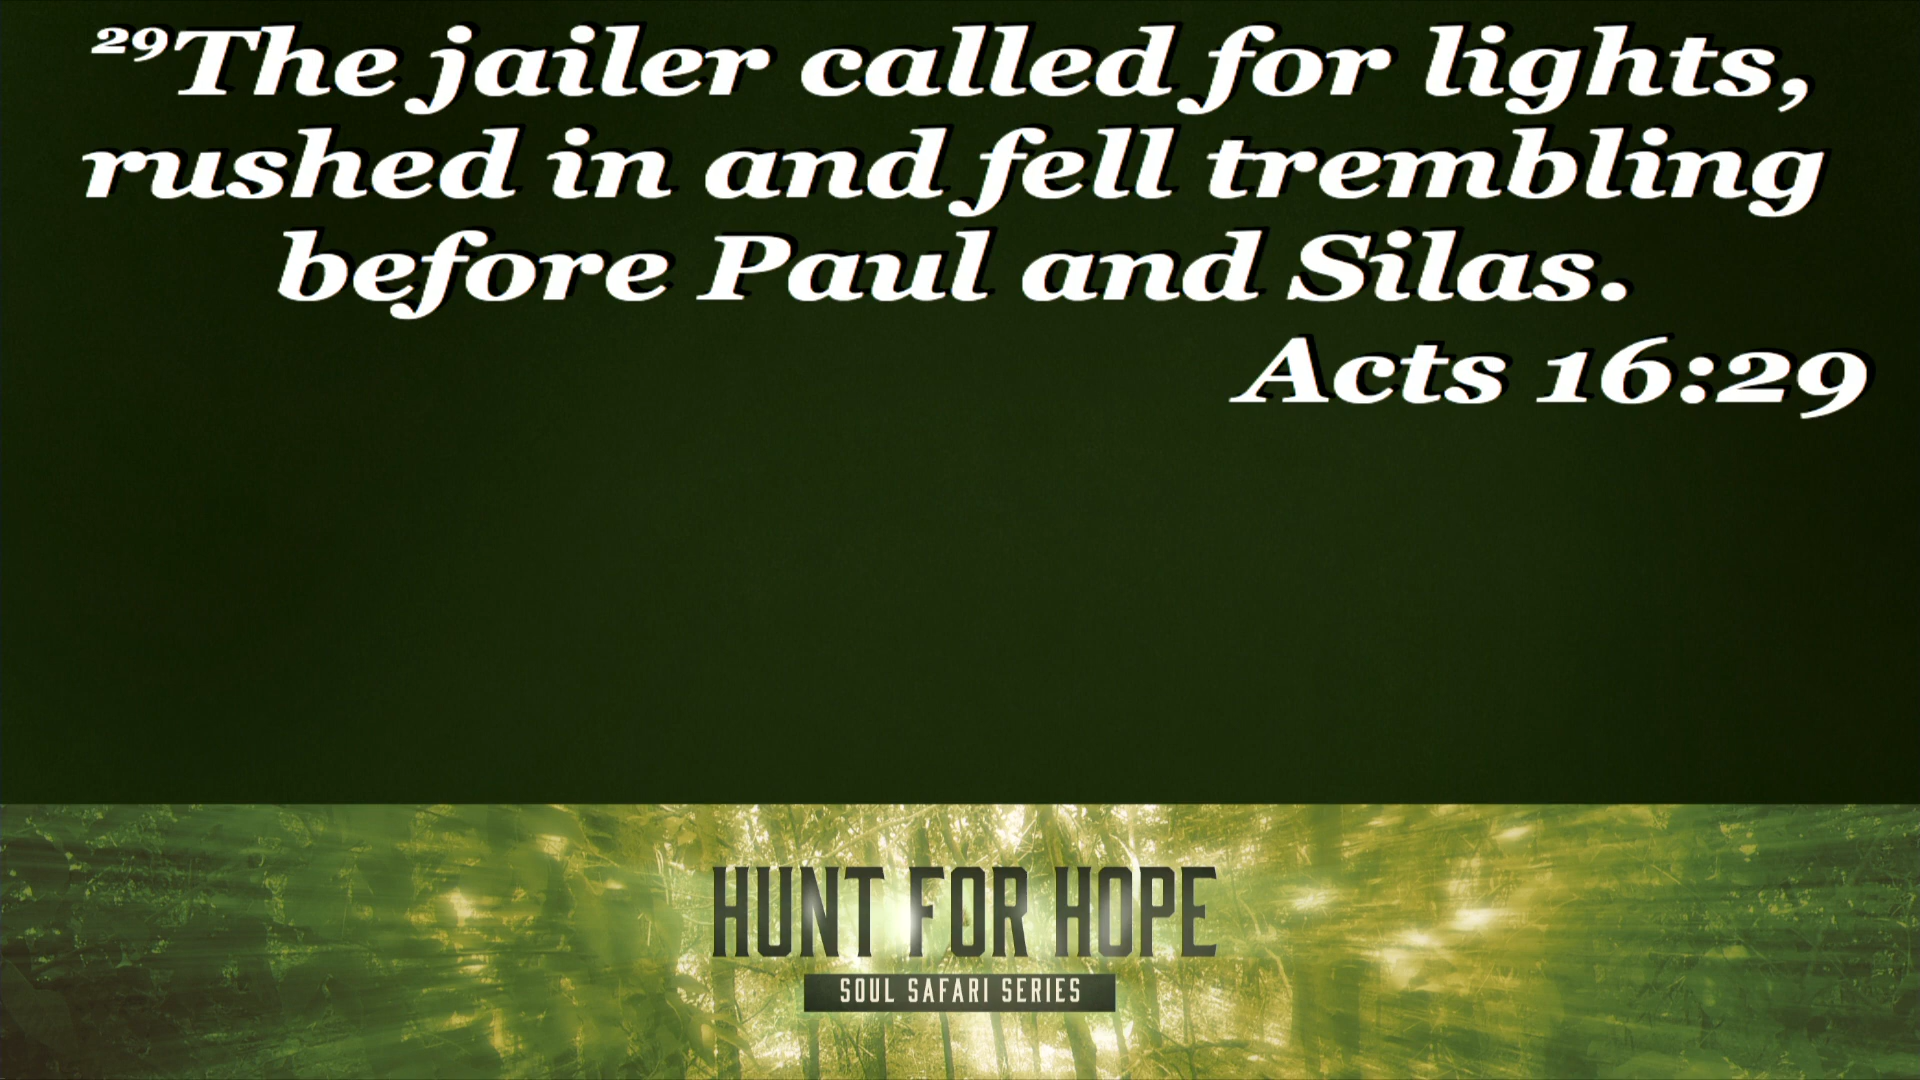 ²⁹The jailer called for lights,
rushed in and fell trembling
before Paul and Silas.
Acts 16:29
HUNT FOR HOPE
SOUL SAFARI SERIES